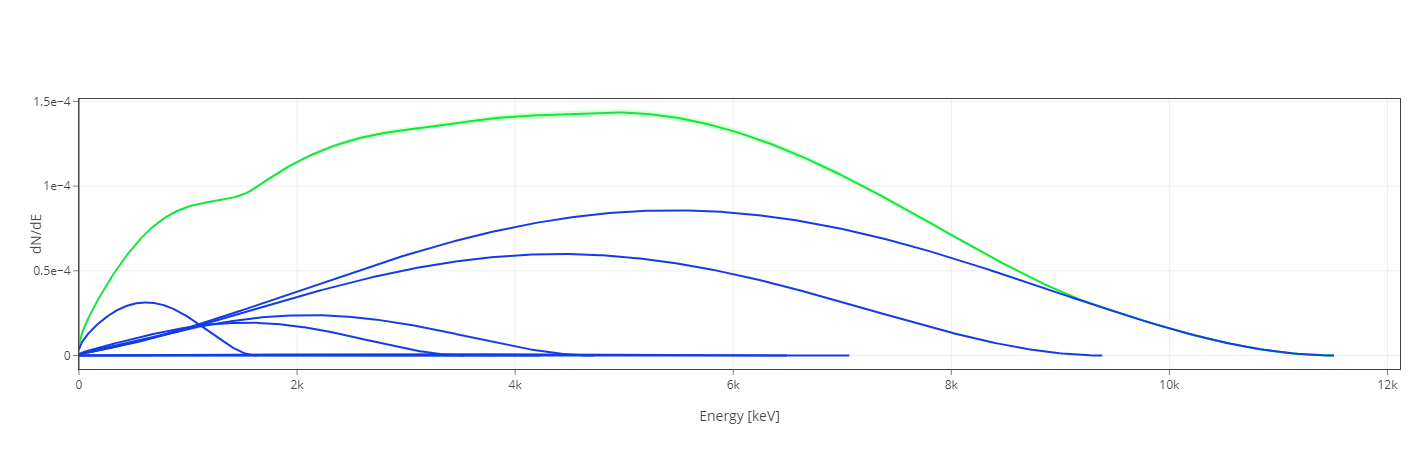 1.5e−4
1e−4
0.5e−4
0
dN/dE
0
2k
4k
6k
8k
10k
12k
Energy [keV]